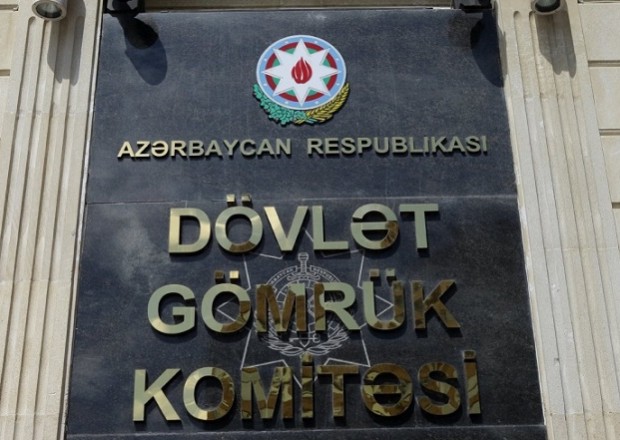 AZƏRBAYCAN RESPUBLİKASI
DÖVLƏT
GÖMRÜK
KOMİTƏSİ